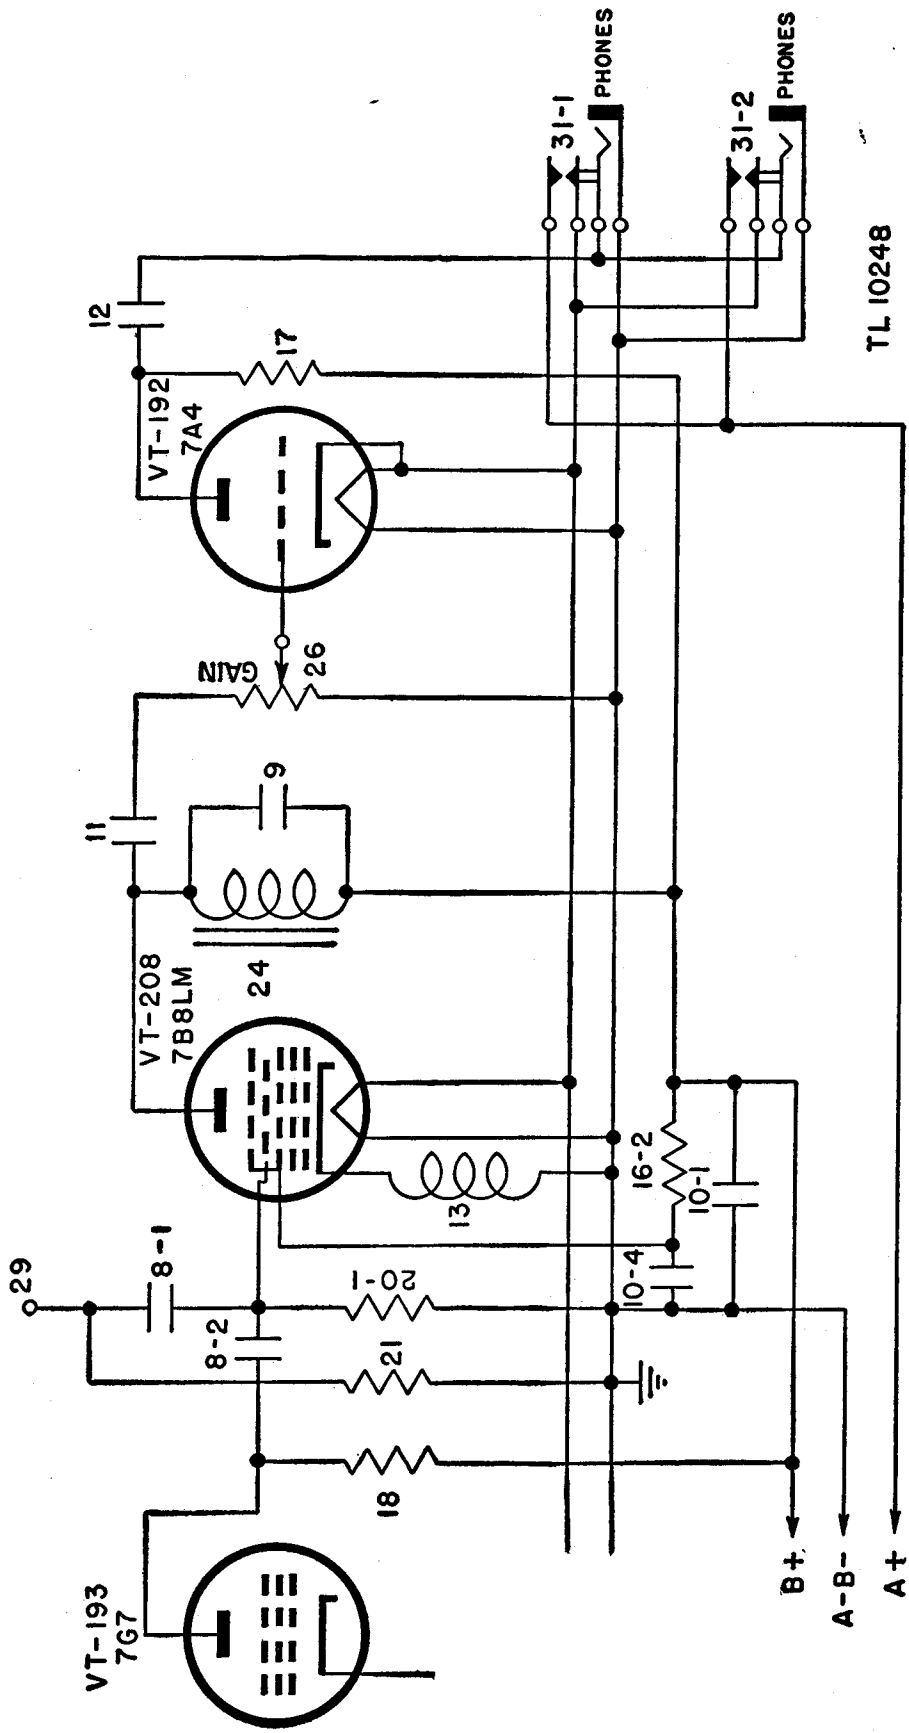 VT-193
7G7
18
21
8-2
29
8-1
20-1
VT-208
7B8LM
13
24
9
11
GAIN
26
VT-192
7A4
12
17
10-4
16-2
10-1
31-1
PHONES
31-2
PHONES
B+
A-B-
A+
TL 10248